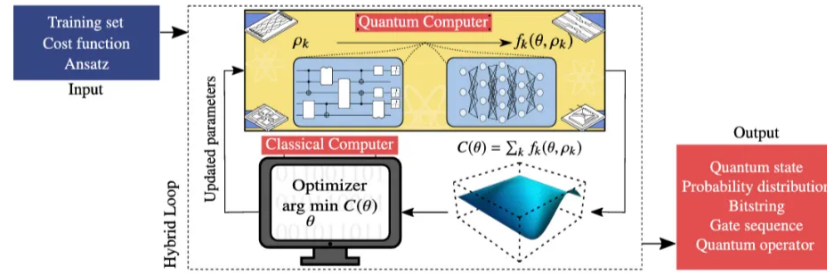 Training set
Cost function
Ansatz
Input
Quantum Computer
ρk
fk(θ, ρk)
Updated parameters
Hybrid Loop
Classical Computer
Optimizer
arg min C(θ)
θ
C(θ) = ∑k fk(θ, ρk)
Output
Quantum state
Probability distribution
Bitstring
Gate sequence
Quantum operator